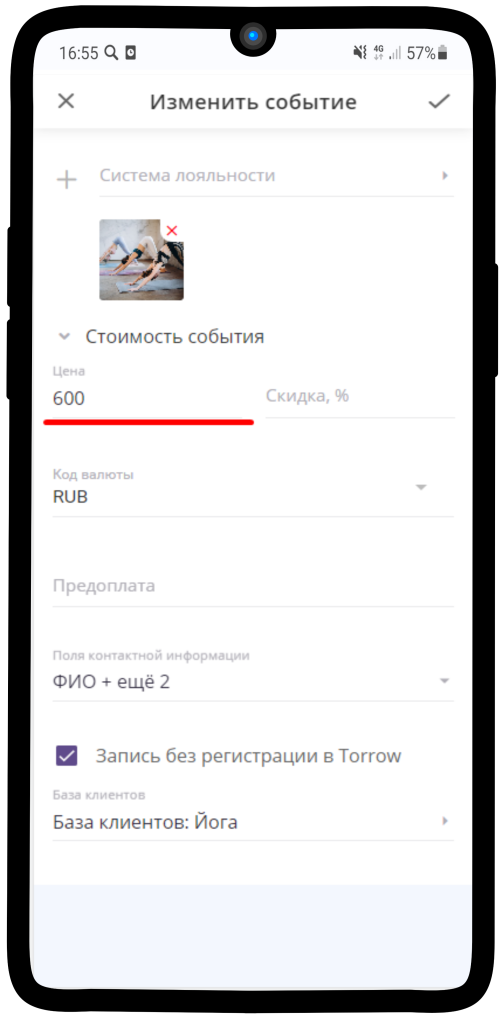 16:55 4G 57%
Изменить событие
Система лояльности
Стоимость события
Цена
600 Скидка, %
Код валюты
RUB
Предоплата
Поля контактной информации
ФИО + ещё 2
Запись без регистрации в Torrow
База клиентов
База клиентов: Йога